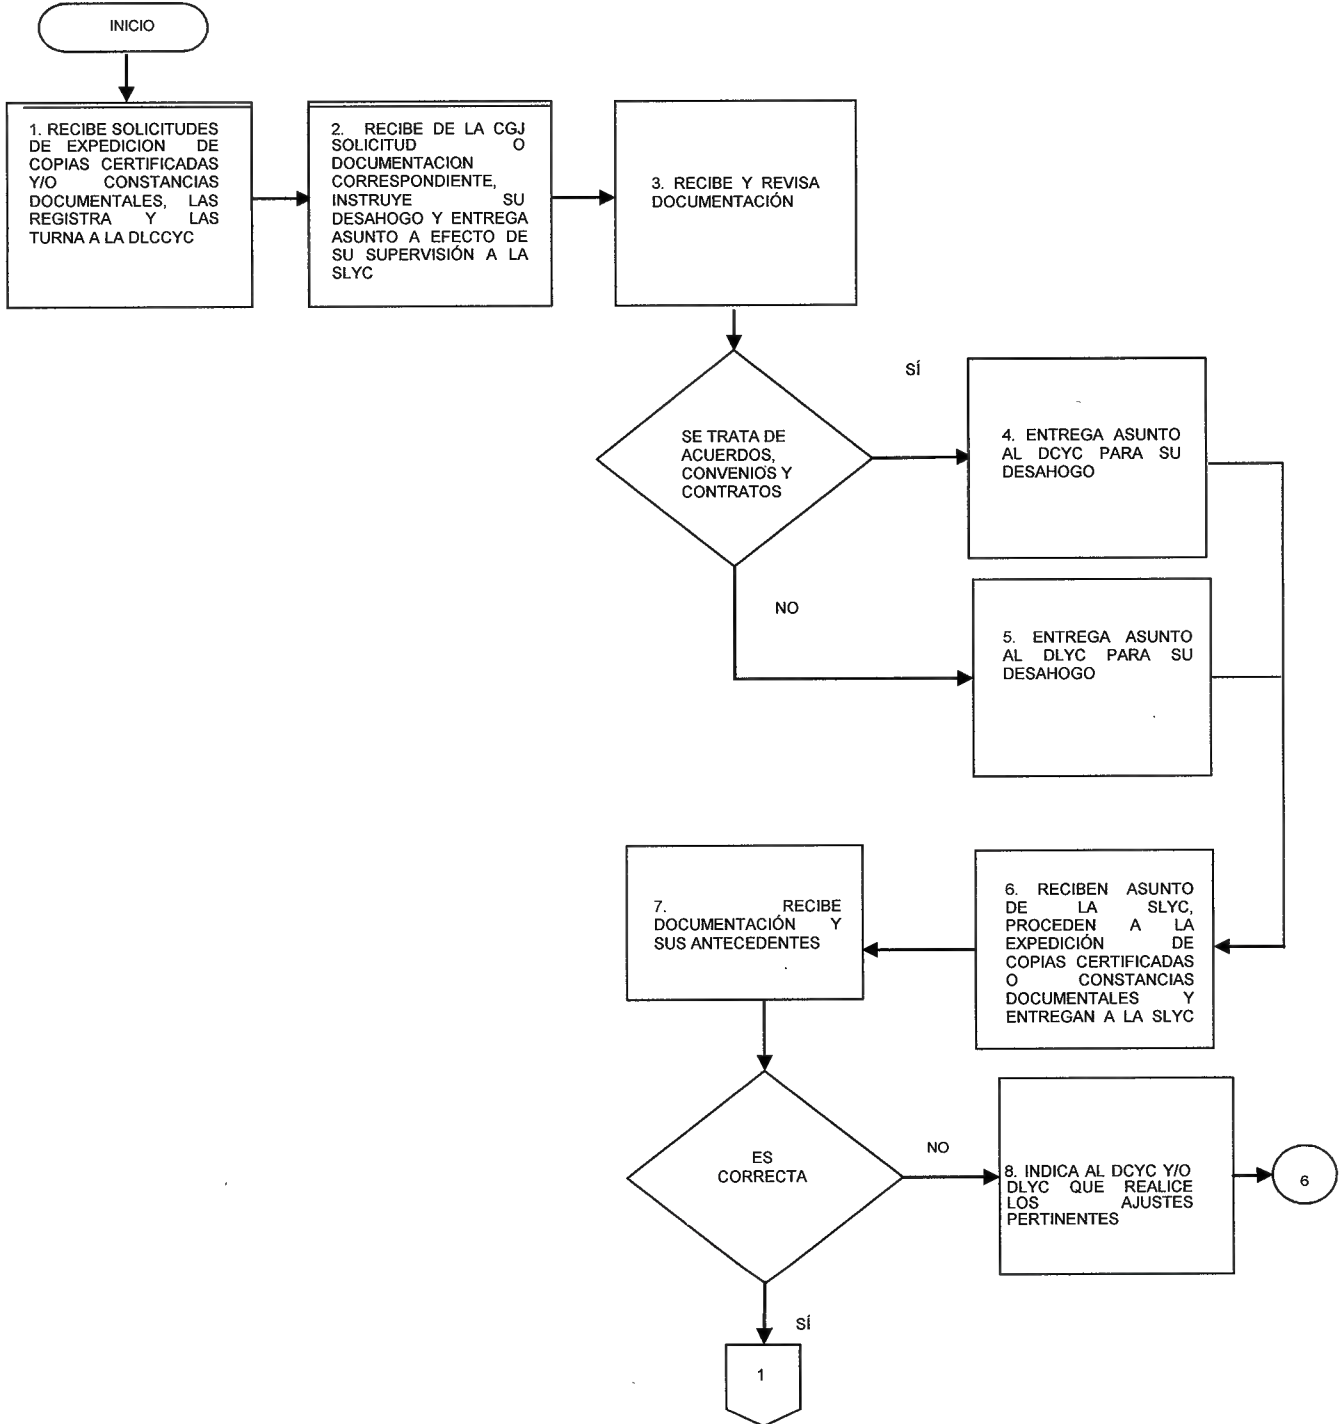 INICIO
1. RECIBE SOLICITUDES
DE EXPEDICION DE
COPIAS CERTIFICADAS
Y/O CONSTANCIAS
DOCUMENTALES, LAS
REGISTRA Y LAS
TURNA A LA DLCCYC
2. RECIBE DE LA CGJ
SOLICITUD O
DOCUMENTACION
CORRESPONDIENTE,
INSTRUYE SU
DESAHOGO Y ENTREGA
ASUNTO A EFECTO DE
SU SUPERVISIÓN A LA
SLYC
3. RECIBE Y REVISA
DOCUMENTACIÓN
SE TRATA DE
ACUERDOS,
CONVENIOS Y
CONTRATOS
SÍ
4. ENTREGA ASUNTO
AL DCYC PARA SU
DESAHOGO
NO
5. ENTREGA ASUNTO
AL DLYC PARA SU
DESAHOGO
6. RECIBEN ASUNTO
DE LA SLYC,
PROCEDEN A LA
EXPEDICIÓN DE
COPIAS CERTIFICADAS
O CONSTANCIAS
DOCUMENTALES Y
ENTREGAN A LA SLYC
7. RECIBE
DOCUMENTACIÓN Y
SUS ANTECEDENTES
ES
CORRECTA
NO
8. INDICA AL DCYC Y/O
DLYC QUE REALICE
LOS AJUSTES
PERTINENTES
6
SÍ
1